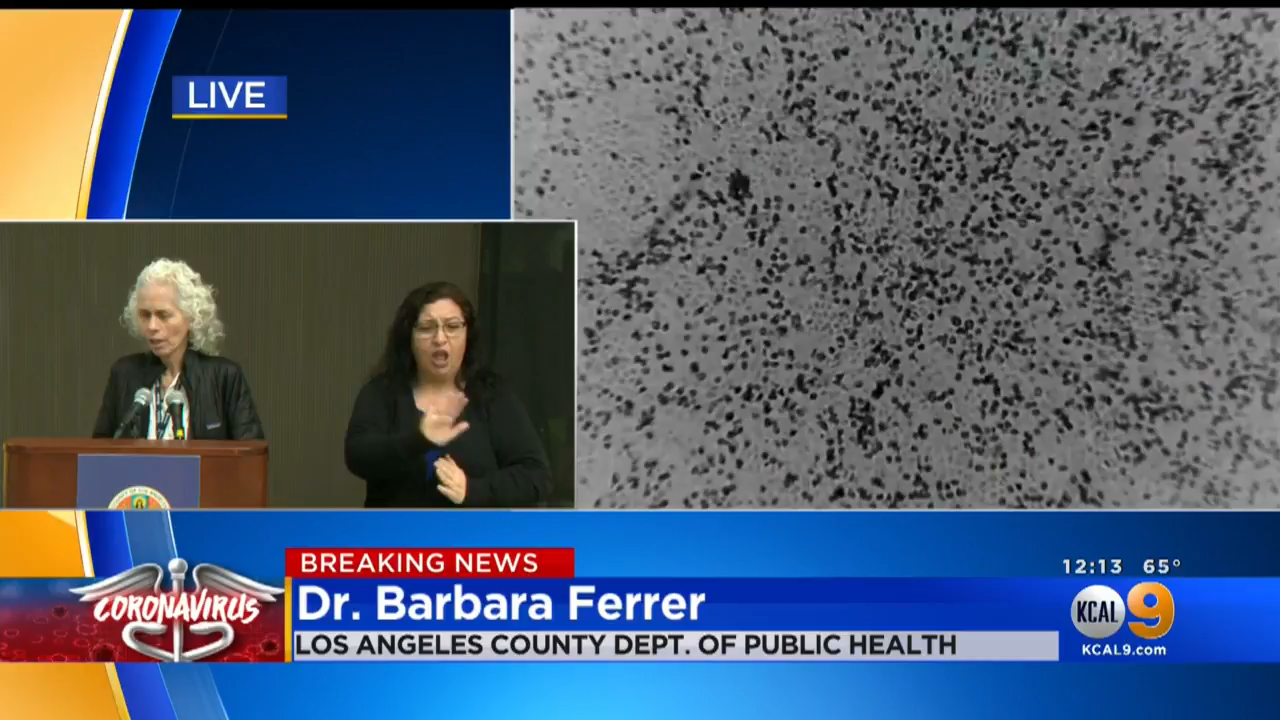 LIVE
BREAKING NEWS
12:13 65°
Dr. Barbara Ferrer
CORONAVIRUS
KCAL 9
LOS ANGELES COUNTY DEPT. OF PUBLIC HEALTH
KCAL9.com